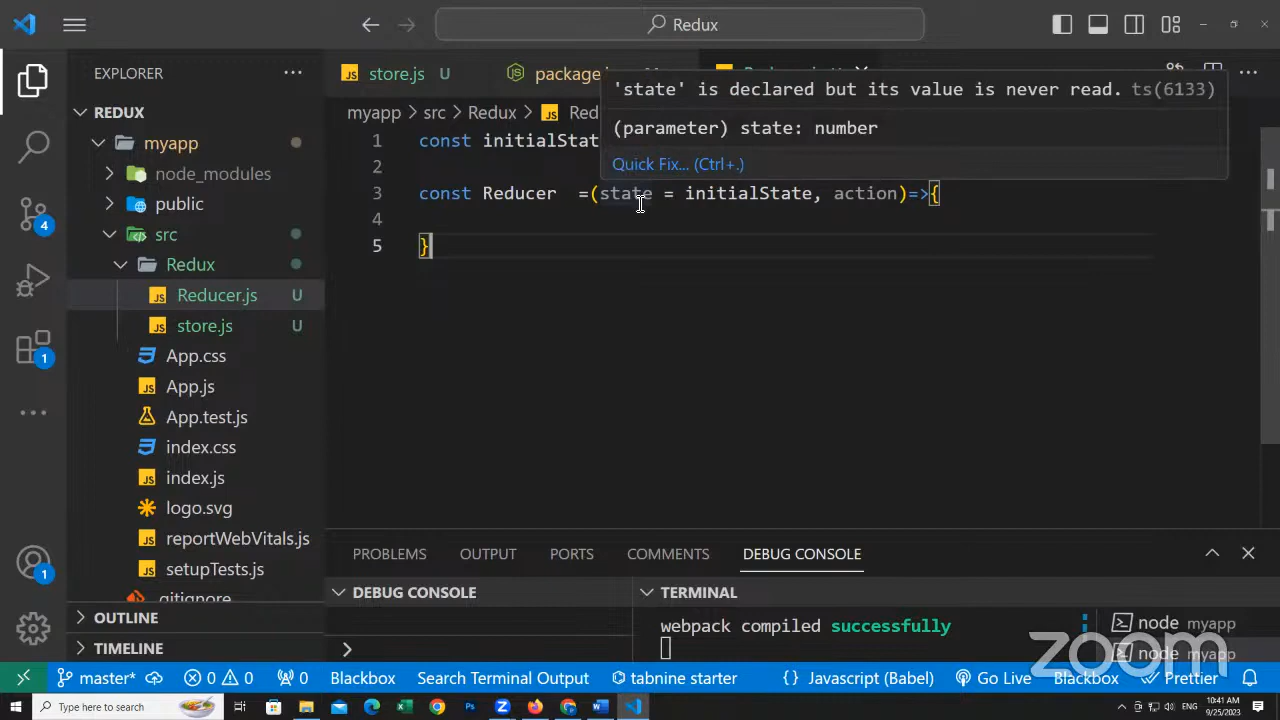 Redux
EXPLORER
REDUX
myapp
node_modules
public
src
Redux
Reducer.js U
store.js U
App.css
App.js
App.test.js
index.css
index.js
logo.svg
reportWebVitals.js
setupTests.js
.gitignore
OUTLINE
TIMELINE
store.js U
package.
myapp > src > Redux > JS Red
'state' is declared but its value is never read. ts(6133)
(parameter) state: number
Quick Fix... (Ctrl+.)
1 const initialStat
2
3 const Reducer =(state = initialState, action)=>{
4
5 }
PROBLEMS OUTPUT PORTS COMMENTS DEBUG CONSOLE
DEBUG CONSOLE
TERMINAL
webpack compiled successfully
node myapp
node myapp
zoom
master* 0 0 0 Blackbox Search Terminal Output tabnine starter {} Javascript (Babel) Go Live Blackbox Prettier
Type here to search
10:41 AM
9/25/2023